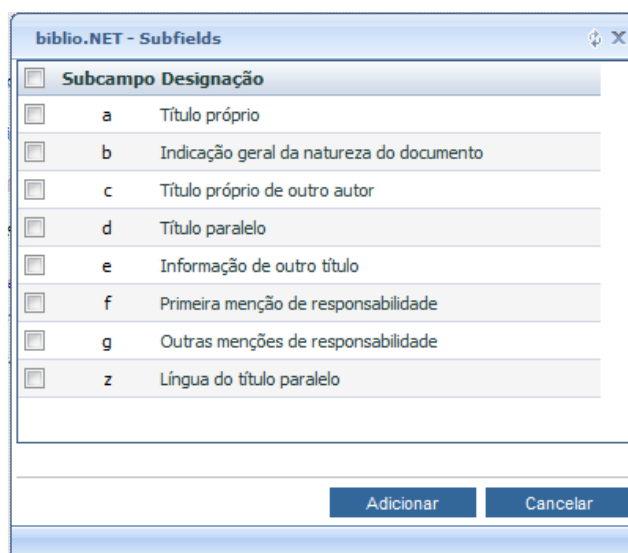 biblio.NET - Subfields
Subcampo Designação
a Título próprio
b Indicação geral da natureza do documento
c Título próprio de outro autor
d Título paralelo
e Informação de outro título
f Primeira menção de responsabilidade
g Outras menções de responsabilidade
z Língua do título paralelo
Adicionar Cancelar